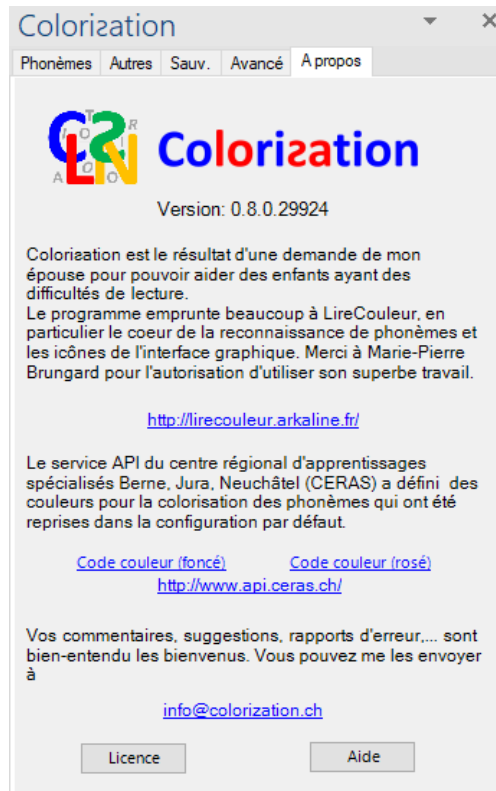 Coloriƨation
Phonèmes Autres Sauv. Avancé A propos
Coloriƨation
Version: 0.8.0.29924
Coloriƨation est le résultat d'une demande de mon
épouse pour pouvoir aider des enfants ayant des
difficultés de lecture.
Le programme emprunte beaucoup à LireCouleur, en
particulier le coeur de la reconnaissance de phonèmes et
les icônes de l'interface graphique. Merci à Marie-Pierre
Brungard pour l'autorisation d'utiliser son superbe travail.
http://lirecouleur.arkaline.fr/
Le service API du centre régional d'apprentissages
spécialisés Berne, Jura, Neuchâtel (CERAS) a défini des
couleurs pour la colorisation des phonèmes qui ont été
reprises dans la configuration par défaut.
Code couleur (foncé) Code couleur (rosé)
http://www.api.ceras.ch/
Vos commentaires, suggestions, rapports d'erreur,... sont
bien-entendu les bienvenus. Vous pouvez me les envoyer
à
info@colorization.ch
Licence Aide